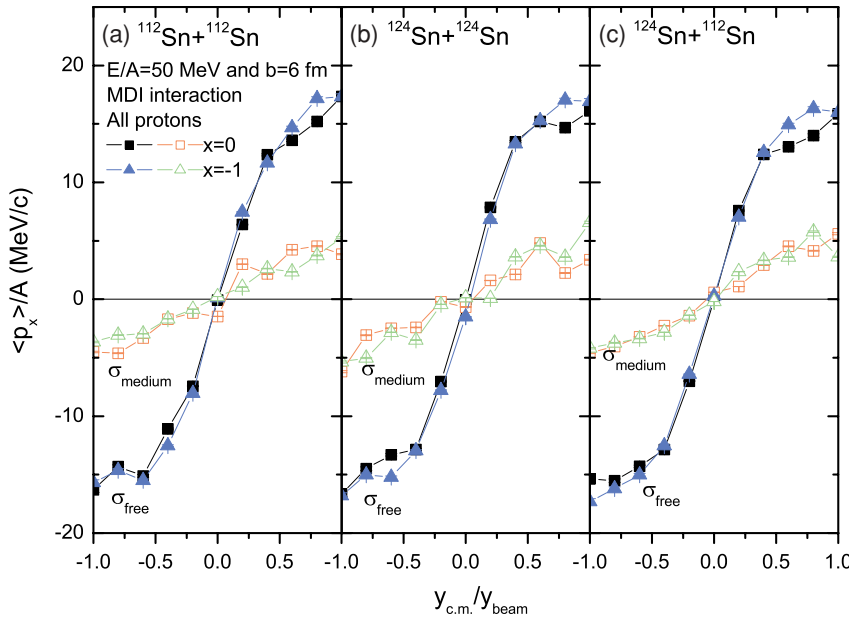 (a) ¹¹²Sn+¹¹²Sn
E/A=50 MeV and b=6 fm
MDI interaction
All protons
x=0
x=-1
σmedium
σfree
(b) ¹²⁴Sn+¹²⁴Sn
σmedium
σfree
(c) ¹²⁴Sn+¹¹²Sn
σmedium
σfree
<pₓ>/A (MeV/c)
20
10
0
-10
-20
-1.0 -0.5 0.0 0.5 -1.0 -0.5 0.0 0.5 -1.0 -0.5 0.0 0.5 1.0
y c.m./y beam